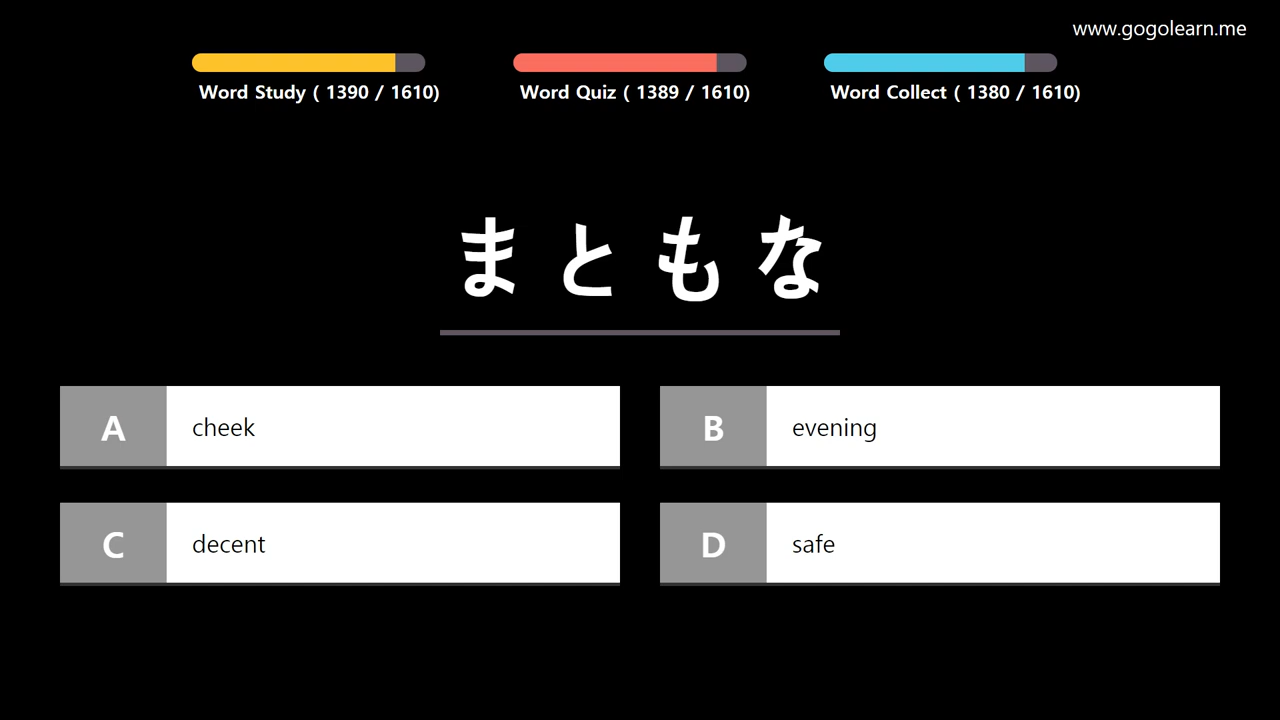 www.gogolearn.me
Word Study ( 1390 / 1610)
Word Quiz ( 1389 / 1610)
Word Collect ( 1380 / 1610)
まともな
A cheek
B evening
C decent
D safe